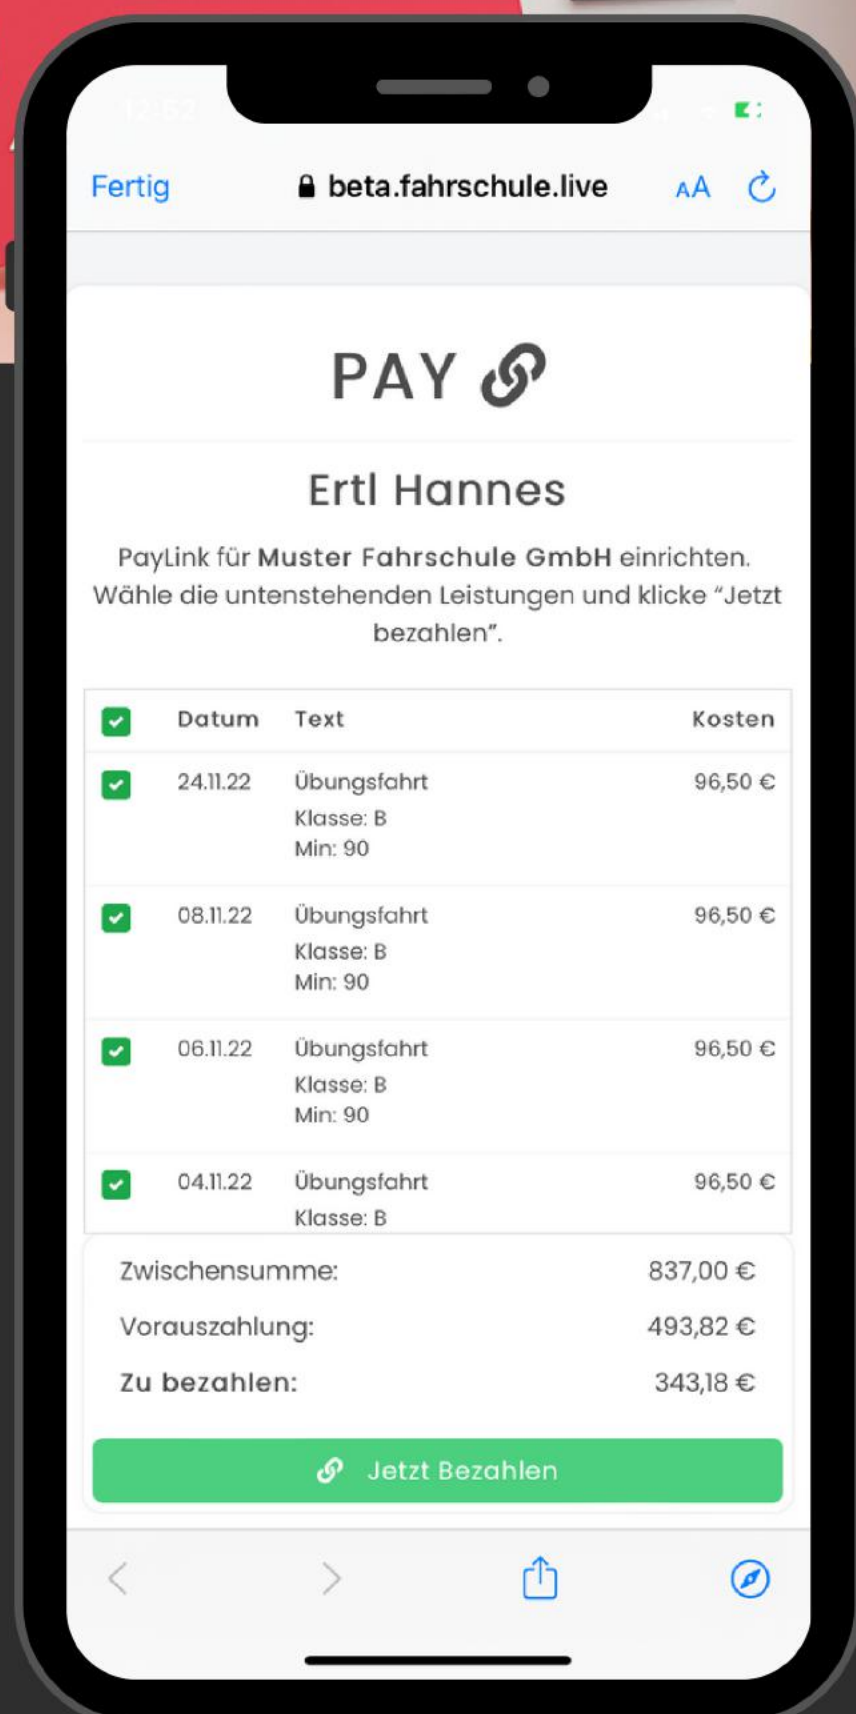 Fertig
beta.fahrschule.live
AA
PAY
Ertl Hannes
PayLink für Muster Fahrschule GmbH einrichten.
Wähle die untenstehenden Leistungen und klicke “Jetzt
bezahlen”.
Datum Text Kosten
24.11.22 Übungsfahrt 96,50 €
Klasse: B
Min: 90
08.11.22 Übungsfahrt 96,50 €
Klasse: B
Min: 90
06.11.22 Übungsfahrt 96,50 €
Klasse: B
Min: 90
04.11.22 Übungsfahrt 96,50 €
Klasse: B
Zwischensumme: 837,00 €
Vorauszahlung: 493,82 €
Zu bezahlen: 343,18 €
Jetzt Bezahlen